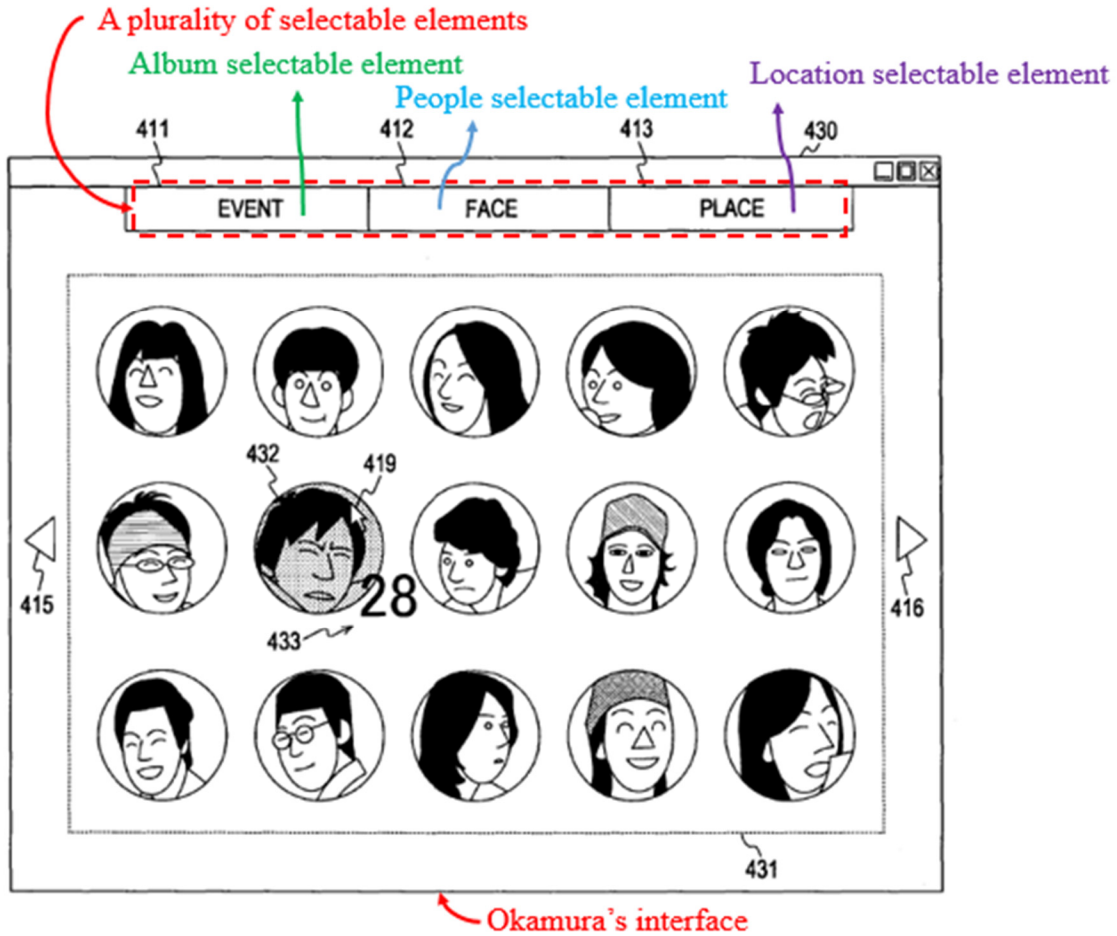 A plurality of selectable elements
Album selectable element
Location selectable element
People selectable element
411
412
413
430
EVENT
FACE
PLACE
432
419
415
28
433
416
431
Okamura's interface